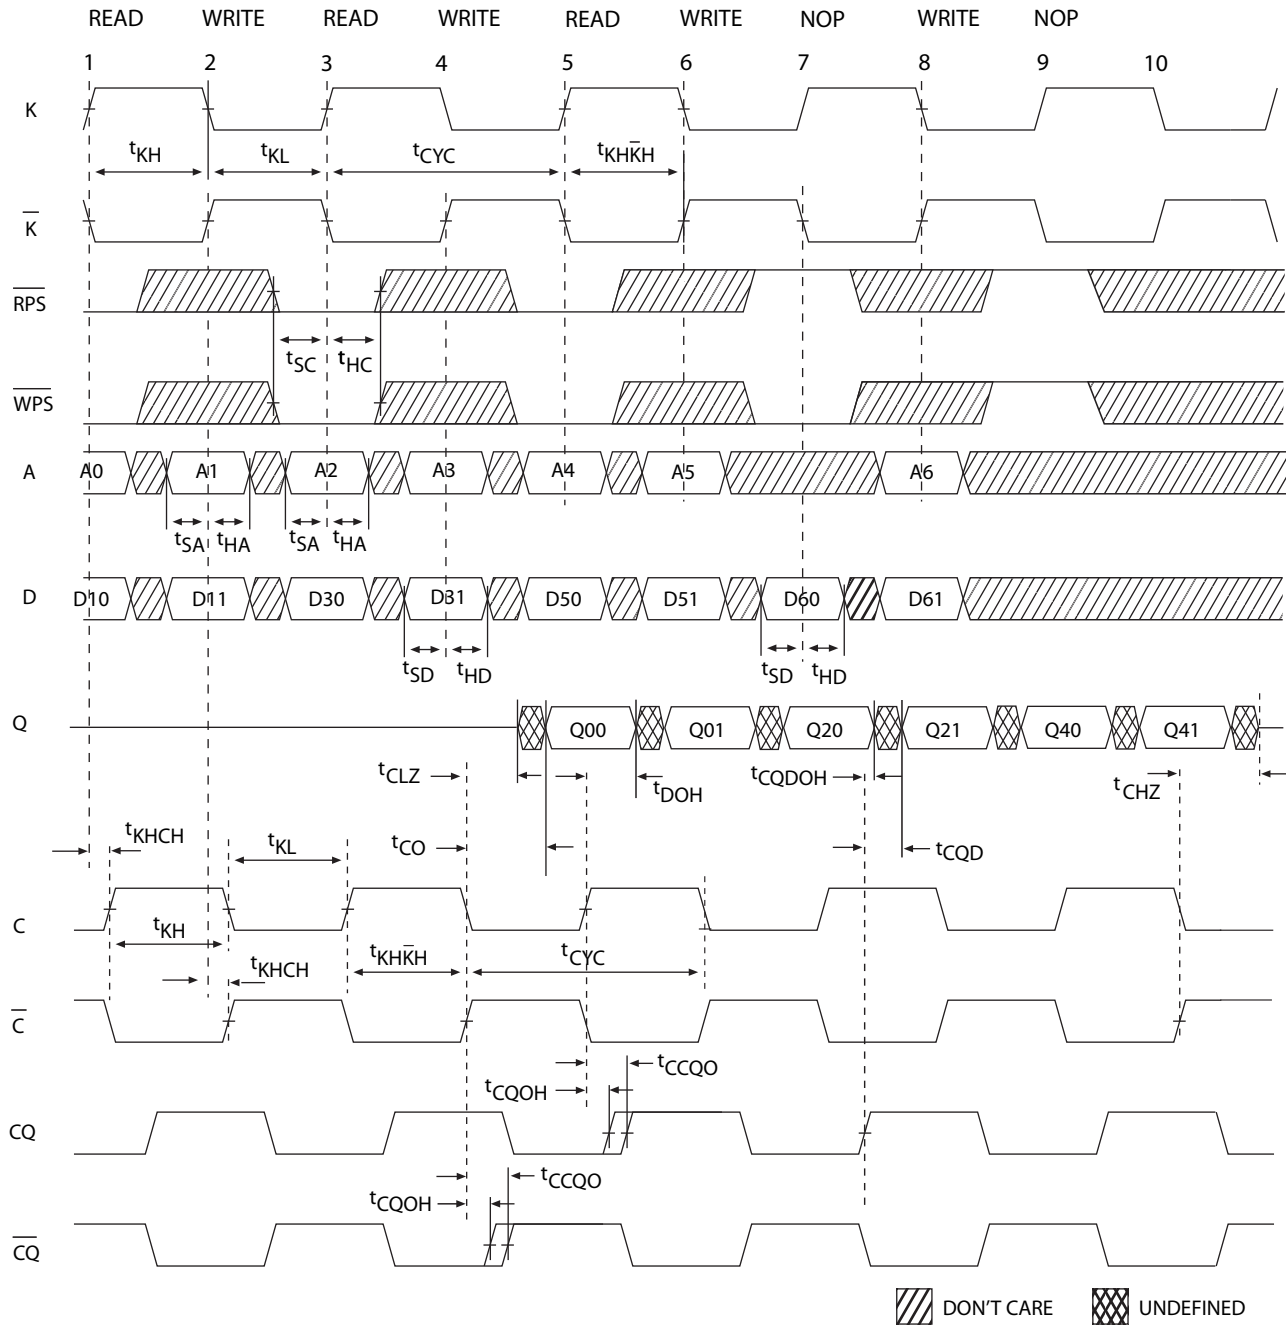 READ WRITE READ WRITE READ WRITE NOP WRITE NOP
1 2 3 4 5 6 7 8 9 10
K
tKH tKL tCYC tKHK̅H
K̅
R̅P̅S̅
tSC tHC
W̅P̅S̅
A A0 A1 A2 A3 A4 A5 A6
tSA tHA tSA tHA
D D10 D11 D30 D31 D50 D51 D60 D61
tSD tHD tSD tHD
Q Q00 Q01 Q20 Q21 Q40 Q41
tCLZ tDOH tCQDOH tCHZ
tKHCH tKL tCO tCQD
C
tKH tKHK̅H tCYC
tKHCH
C̅
tCCQO
tCQOH
CQ
tCCQO
tCQOH
C̅Q̅
DON'T CARE UNDEFINED